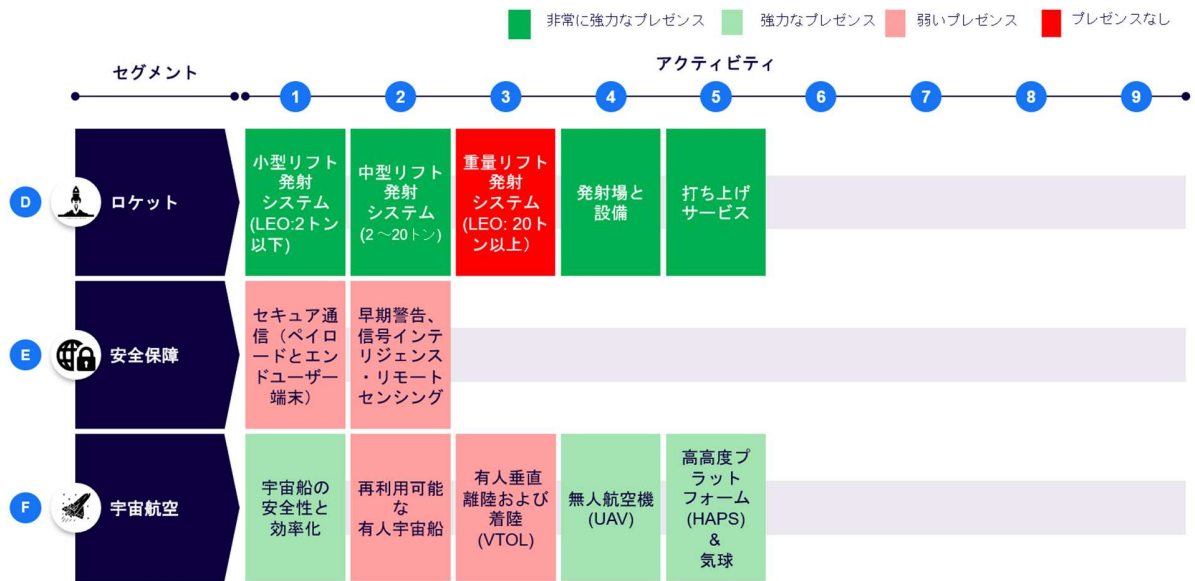 非常に強力なプレゼンス
強力なプレゼンス
弱いプレゼンス
プレゼンスなし
セグメント
アクティビティ
1
2
3
4
5
6
7
8
9
D
ロケット
小型リフト
発射
システム
(LEO:2トン
以下)
中型リフト
発射
システム
(2～20トン)
重量リフト
発射
システム
(LEO: 20ト
ン以上）
発射場と
設備
打ち上げ
サービス
E
安全保障
セキュア通
信（ペイロ
ードとエン
ドユーザー
端末）
早期警告、
信号インテ
リジェンス
・リモート
センシング
F
宇宙航空
宇宙船の
安全性と
効率化
再利用可能
な
有人宇宙船
有人垂直
離陸および
着陸
(VTOL)
無人航空機
(UAV)
高高度プ
ラット
フォーム
(HAPS)
&
気球